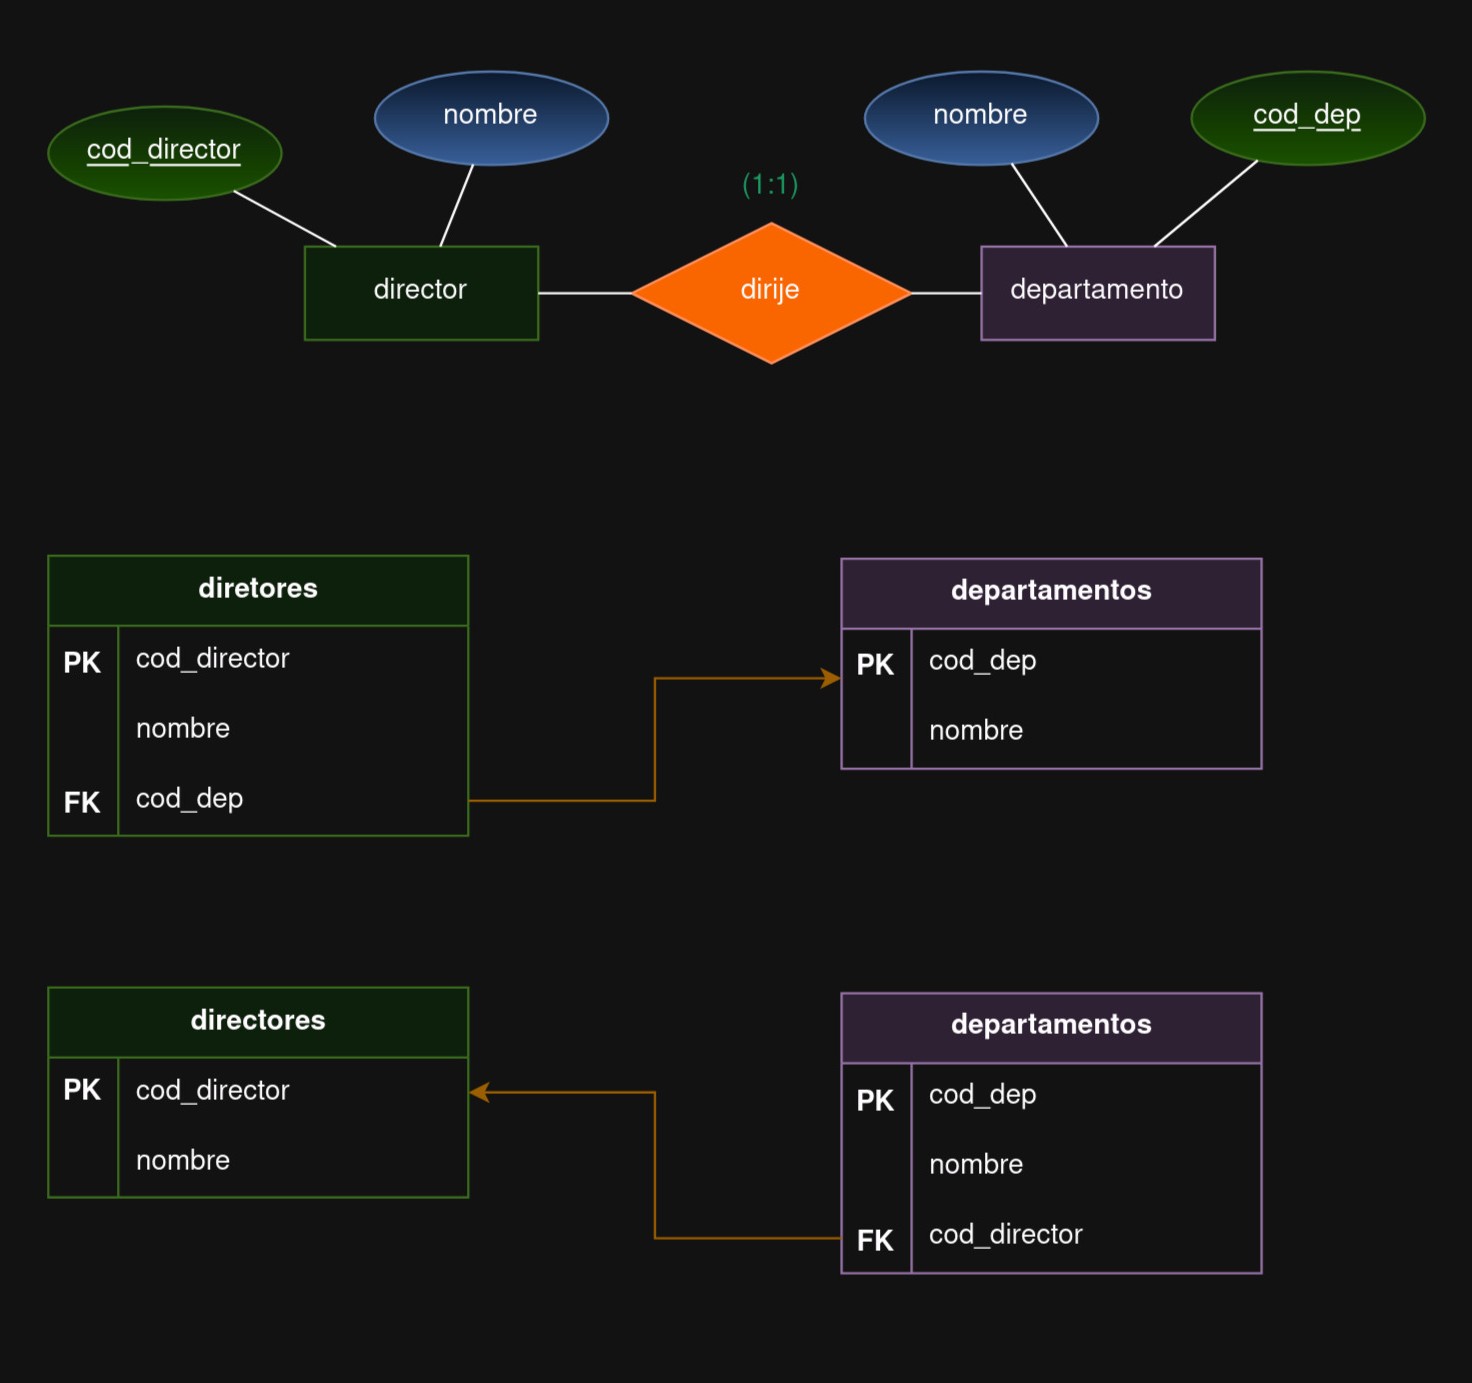 cod_director
nombre
nombre
cod_dep
(1:1)
director
dirije
departamento
diretores
PK cod_director
nombre
FK cod_dep
departamentos
PK cod_dep
nombre
directores
PK cod_director
nombre
departamentos
PK cod_dep
nombre
FK cod_director